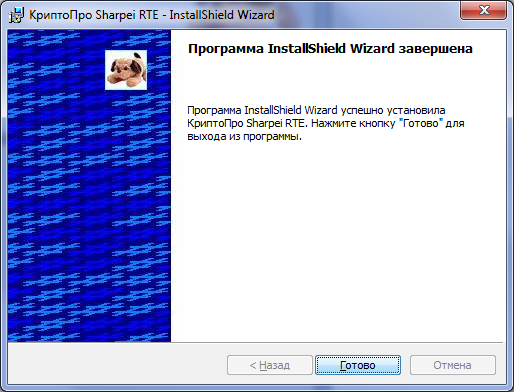 КриптоПро Sharpei RTE - InstallShield Wizard
Программа InstallShield Wizard завершена
Программа InstallShield Wizard успешно установила
КриптоПро Sharpei RTE. Нажмите кнопку "Готово" для
выхода из программы.
< Назад
Готово
Отмена